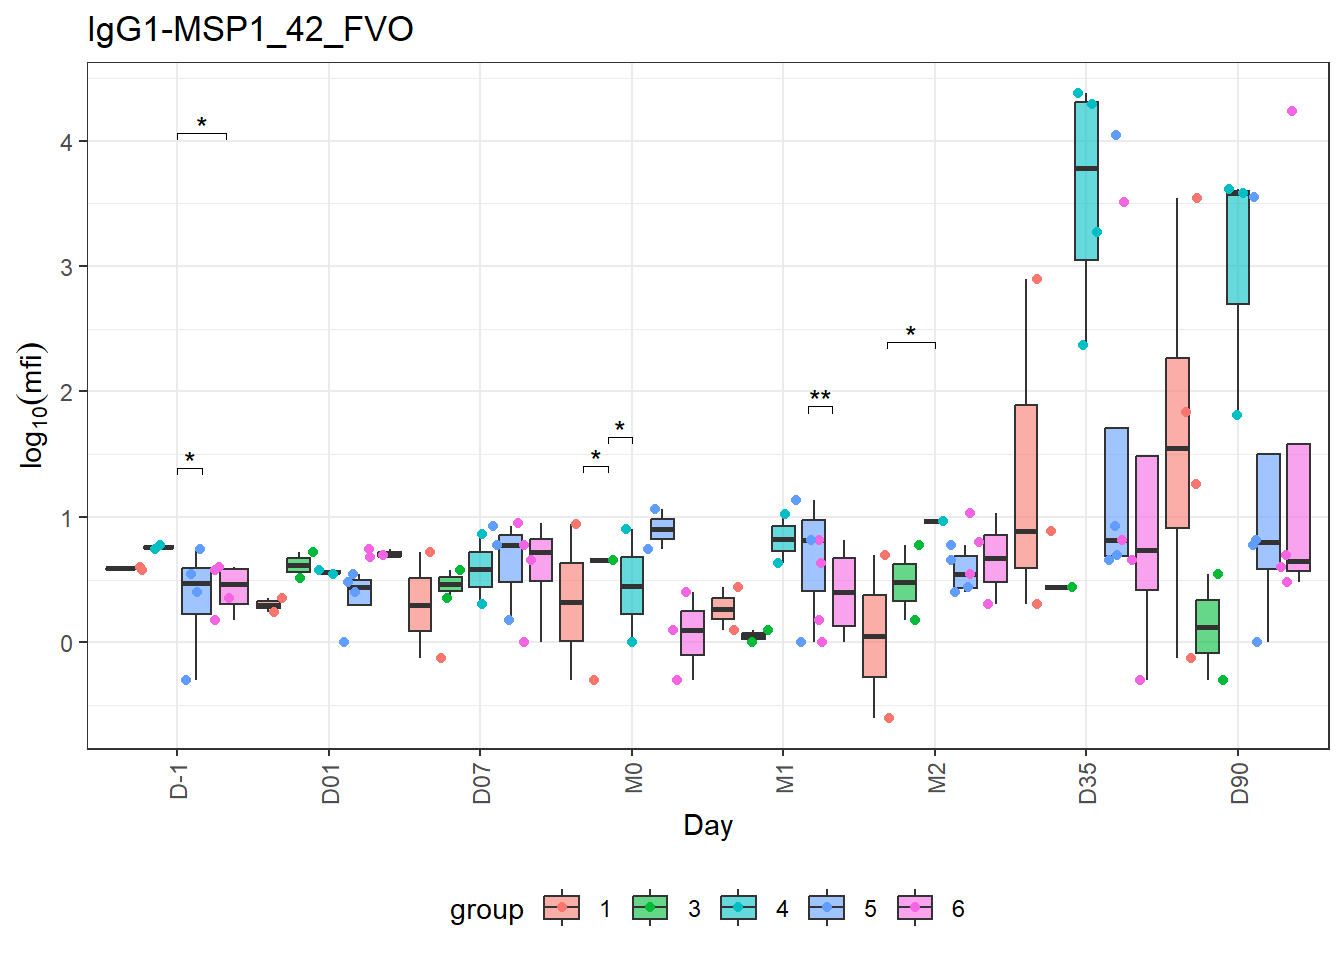 IgG1-MSP1_42_FVO
log10(mfi)
4
3
2
1
0
*
*
*
*
**
*
D-1
D01
D07
M0
M1
M2
D35
D90
Day
group 1 3 4 5 6